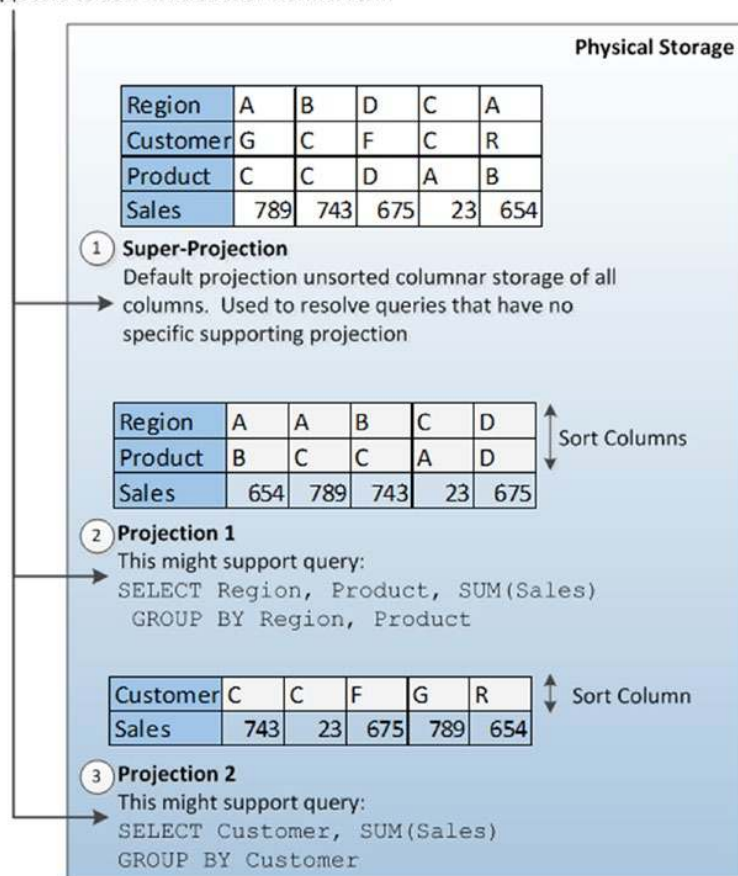 Physical Storage
Region A B D C A
Customer G C F C R
Product C C D A B
Sales 789 743 675 23 654
1 Super-Projection
Default projection unsorted columnar storage of all
columns. Used to resolve queries that have no
specific supporting projection
Region A A B C D
Product B C C A D
Sales 654 789 743 23 675
Sort Columns
2 Projection 1
This might support query:
SELECT Region, Product, SUM(Sales)
GROUP BY Region, Product
Customer C C F G R
Sales 743 23 675 789 654
Sort Column
3 Projection 2
This might support query:
SELECT Customer, SUM(Sales)
GROUP BY Customer